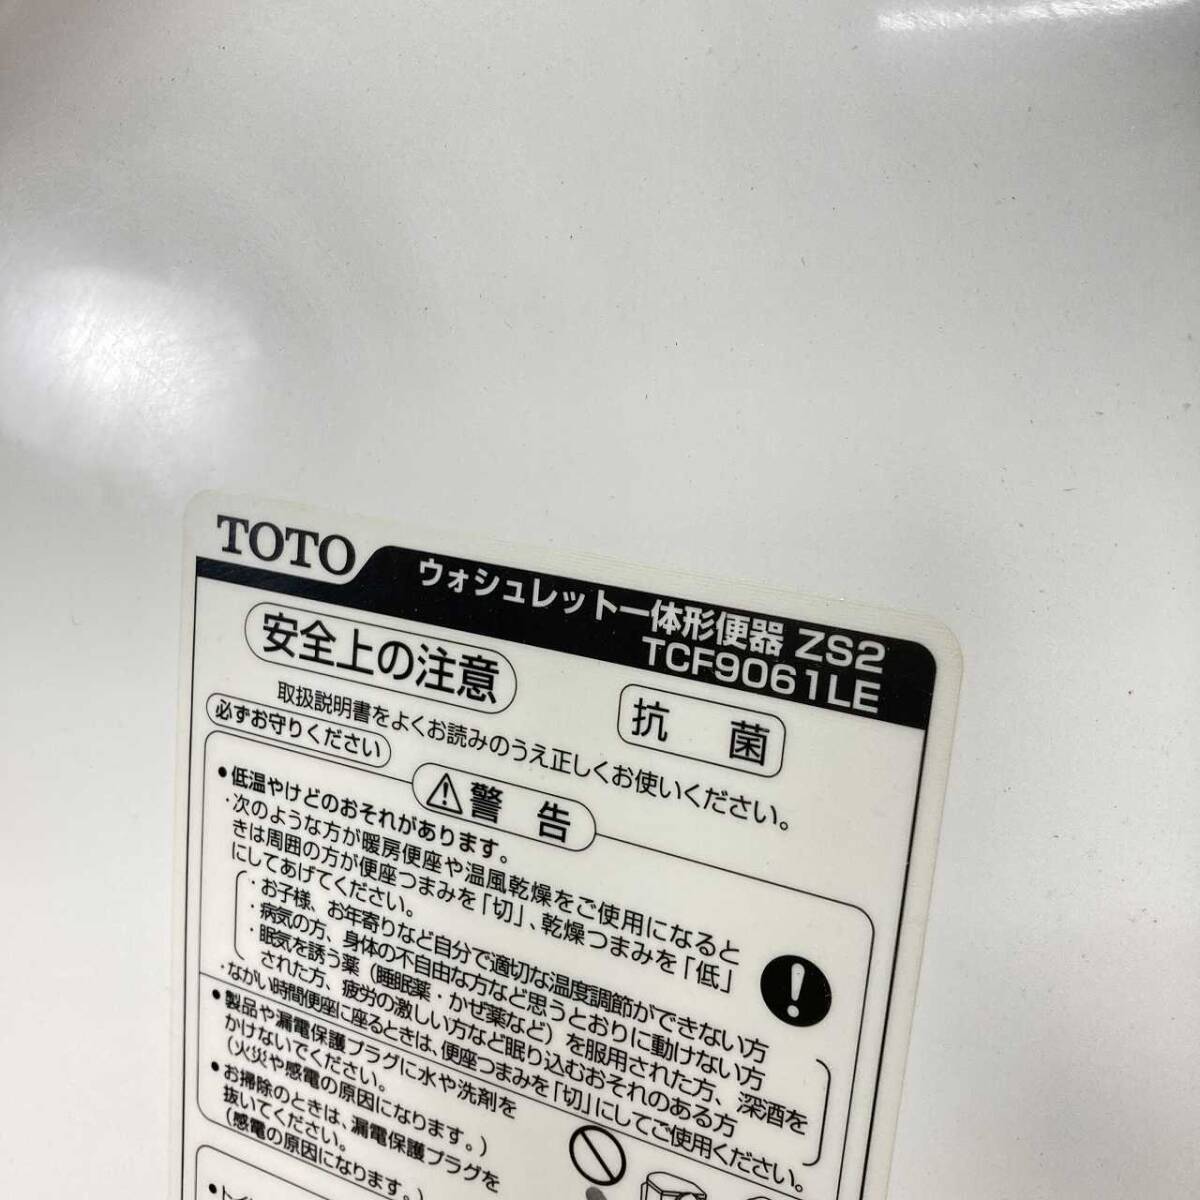 TOTO
ウォシュレット一体形便器 ZS2
TCF9061LE
安全上の注意
抗 菌
取扱説明書をよくお読みのうえ正しくお使いください。
必ずお守りください
警 告
・低温やけどのおそれがあります。
・次のような方が暖房便座や温風乾燥をご使用になると
きは周囲の方が便座つまみを「切」、乾燥つまみを「低」
にしてあげてください。
・お子様、お年寄りなど自分で適切な温度調節ができない方
・病気の方、身体の不自由な方など思うとおりに動けない方
・眠気を誘う薬(睡眠薬・かぜ薬など)を服用された方、深酒を
された方、疲労の激しい方など眠り込むおそれのある方
・ながい時間便座に座るときは、便座つまみを「切」にしてご使用ください。
・製品や漏電保護プラグに水や洗剤を
かけないでください。
(火災や感電の原因になります。)
・お掃除のときは、漏電保護プラグを
抜いてください。
(感電の原因になります。)